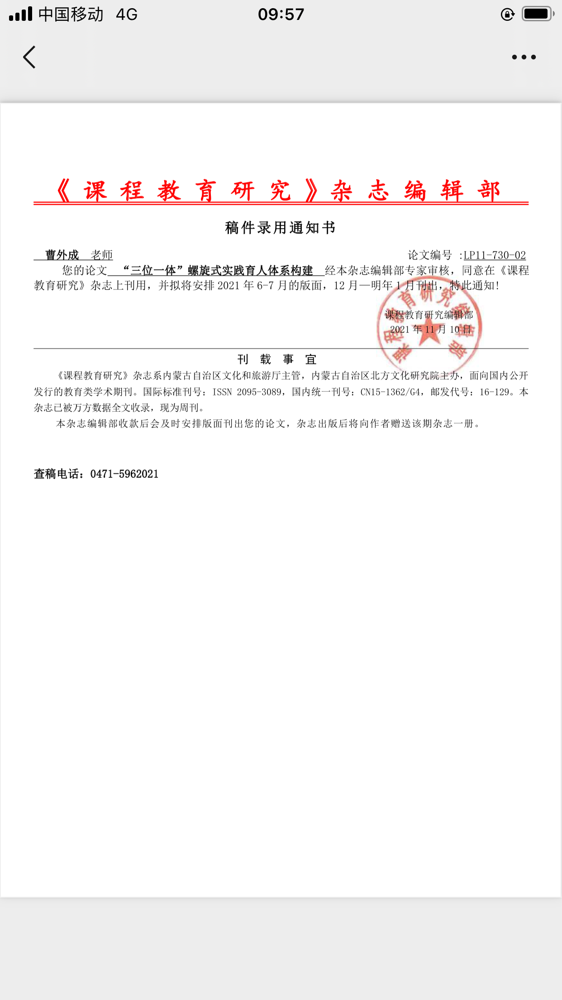 中国移动 4G 09:57
《课程教育研究》杂志编辑部
稿件录用通知书
曹外成 老师 论文编号 :LP11-730-02
您的论文 “三位一体”螺旋式实践育人体系构建 经本杂志编辑部专家审核，同意在《课程
教育研究》杂志上刊用，并拟将安排 2021 年 6-7 月的版面，12 月—明年 1 月刊出，特此通知！
课程教育研究编辑部
课程教育研究编辑部
2021 年 11 月 10 日
刊 载 事 宜
《课程教育研究》杂志系内蒙古自治区文化和旅游厅主管，内蒙古自治区北方文化研究院主办，面向国内公开
发行的教育类学术期刊。国际标准刊号：ISSN 2095-3089，国内统一刊号：CN15-1362/G4，邮发代号：16-129。本
杂志已被万方数据全文收录，现为周刊。
本杂志编辑部收款后会及时安排版面刊出您的论文，杂志出版后将向作者赠送该期杂志一册。
查稿电话：0471-5962021